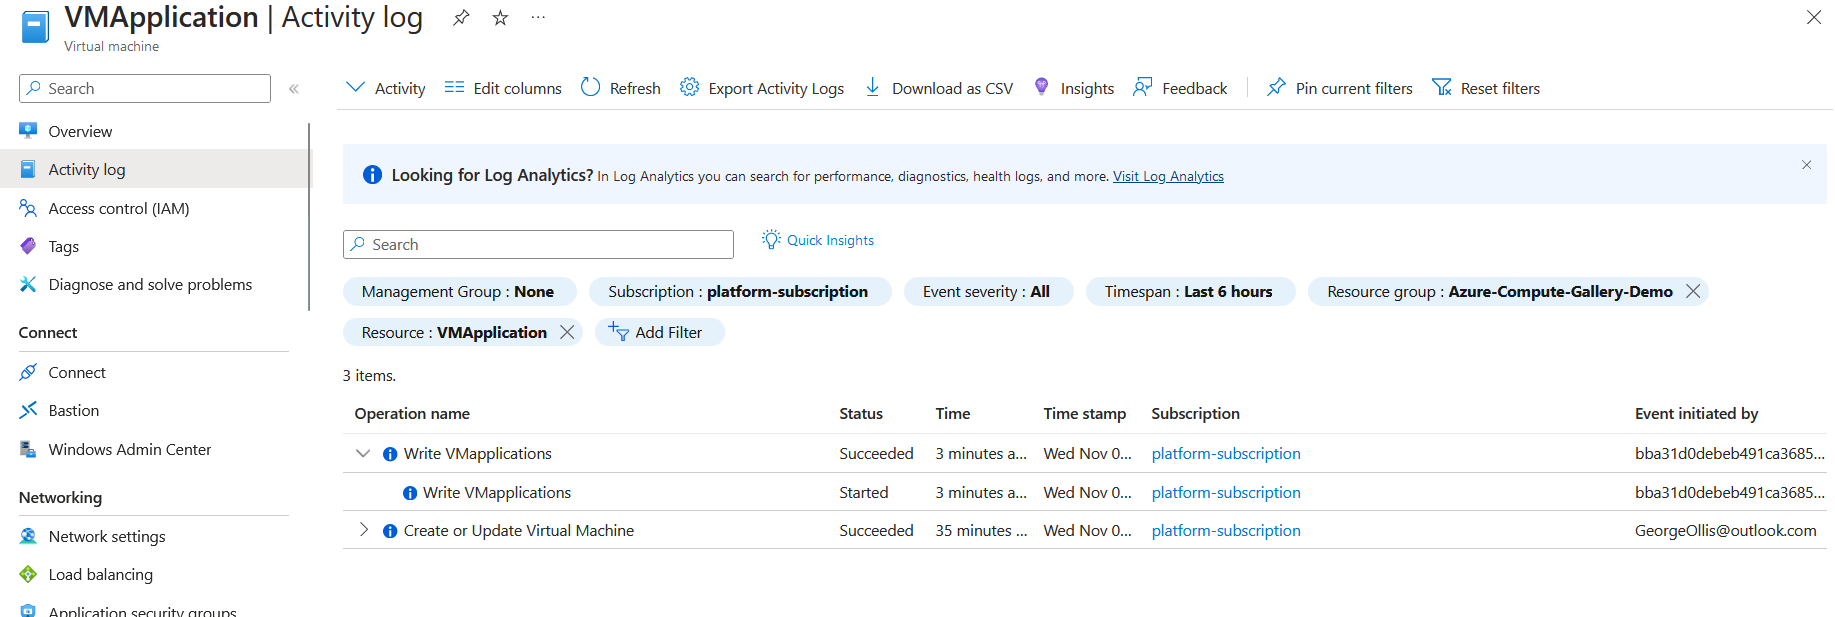 VMApplication | Activity log
Virtual machine
Search
Overview
Activity log
Access control (IAM)
Tags
Diagnose and solve problems
Connect
Connect
Bastion
Windows Admin Center
Networking
Network settings
Load balancing
Application security groups
Activity Edit columns Refresh Export Activity Logs Download as CSV Insights Feedback Pin current filters Reset filters
Looking for Log Analytics? In Log Analytics you can search for performance, diagnostics, health logs, and more. Visit Log Analytics
Search Quick Insights
Management Group : None Subscription : platform-subscription Event severity : All Timespan : Last 6 hours Resource group : Azure-Compute-Gallery-Demo
Resource : VMApplication Add Filter
3 items.
Operation name Status Time Time stamp Subscription Event initiated by
Write VMapplications Succeeded 3 minutes a... Wed Nov 0... platform-subscription bba31d0debeb491ca3685...
Write VMapplications Started 3 minutes a... Wed Nov 0... platform-subscription bba31d0debeb491ca3685...
Create or Update Virtual Machine Succeeded 35 minutes ... Wed Nov 0... platform-subscription GeorgeOllis@outlook.com